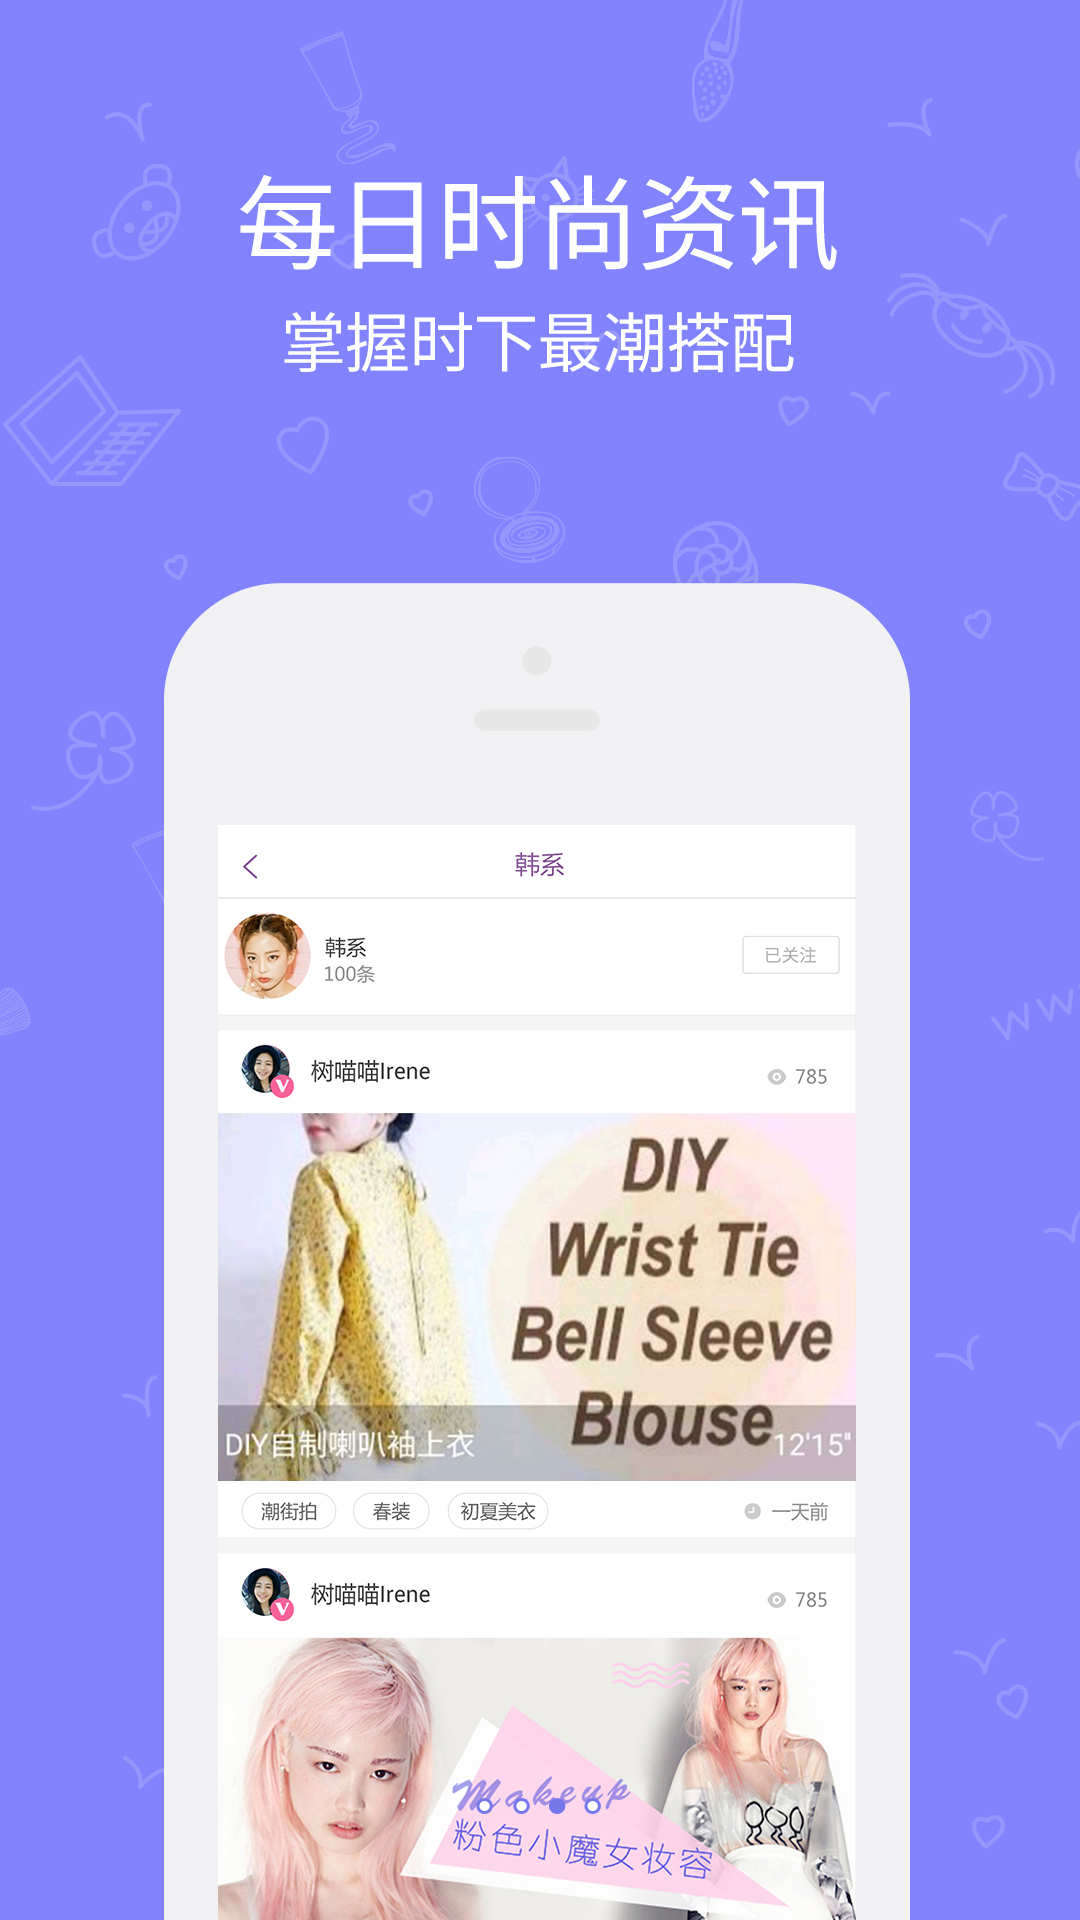 每日时尚资讯
掌握时下最潮搭配
韩系
韩系
100条
已关注
树喵喵Irene
785
DIY
Wrist Tie
Bell Sleeve
Blouse
DIY自制喇叭袖上衣
12'15"
潮街拍
春装
初夏美衣
一天前
树喵喵Irene
785
Makeup
粉色小魔女妆容